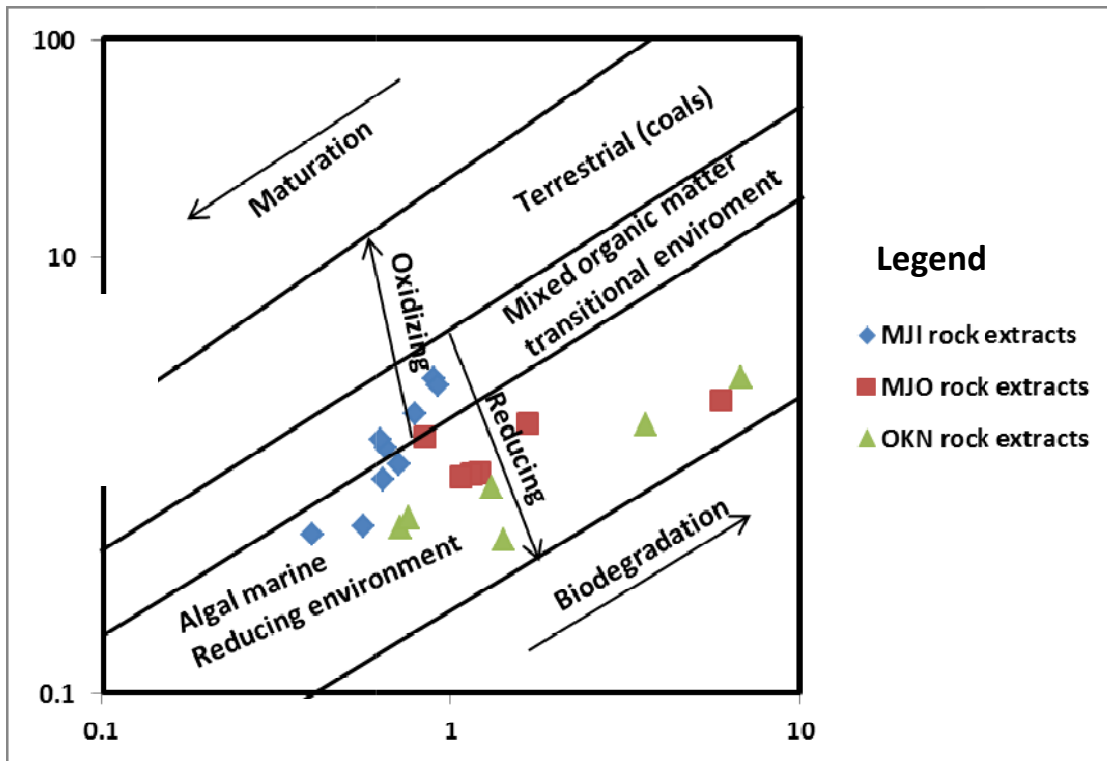 100
10
0.1
0.1
1
10
Maturation
Terrestrial (coals)
Mixed organic matter
transitional enviroment
Oxidizing
Reducing
Algal marine
Reducing environment
Biodegradation
Legend
MJI rock extracts
MJO rock extracts
OKN rock extracts